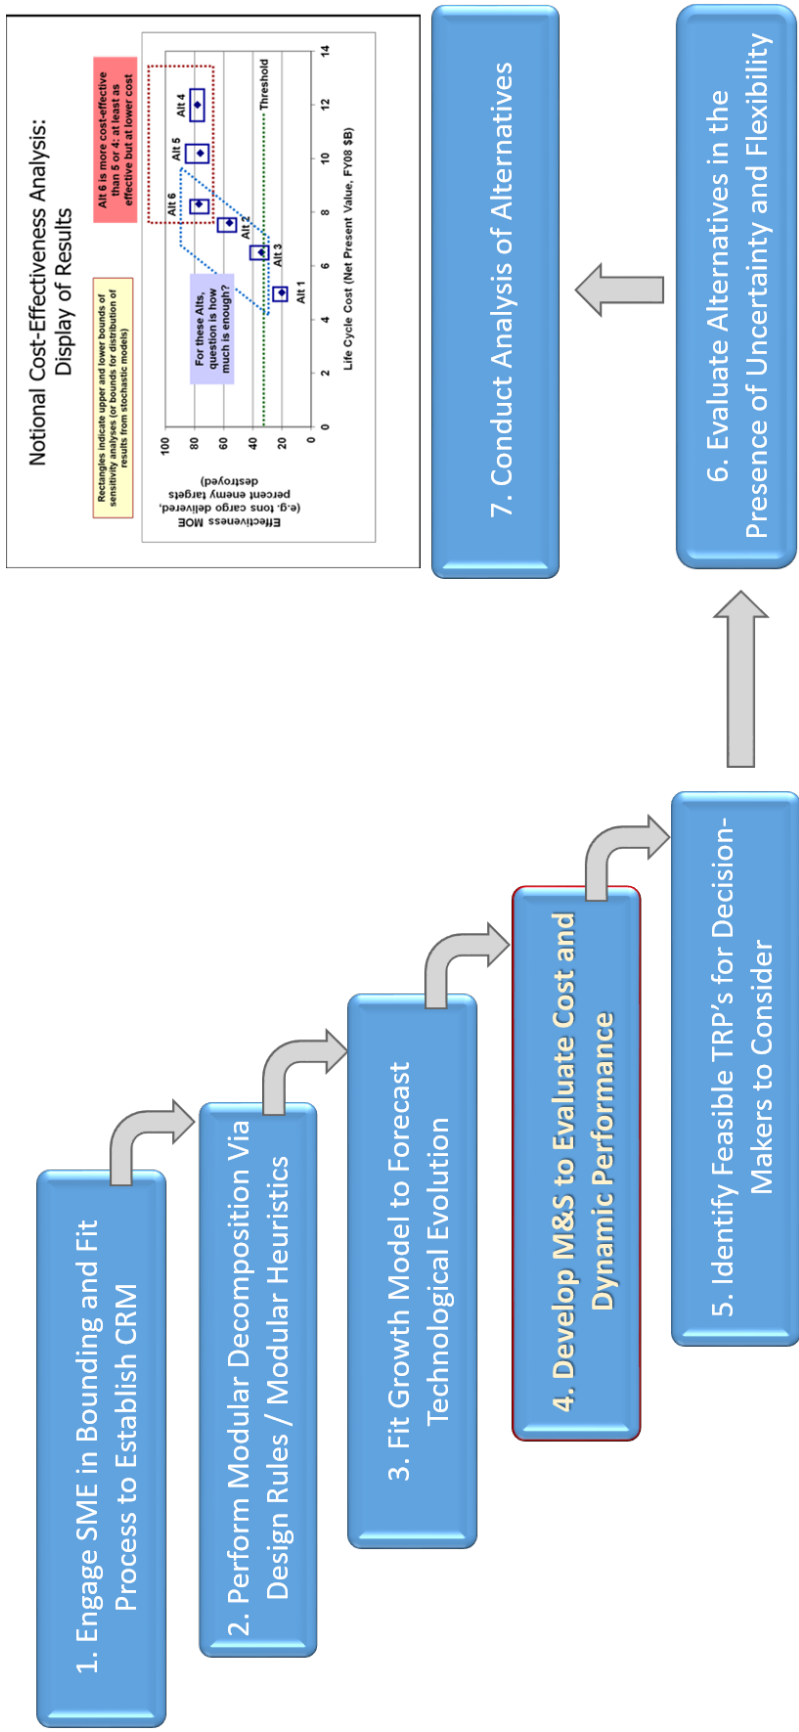 1. Engage SME in Bounding and Fit
Process to Establish CRM
2. Perform Modular Decomposition Via
Design Rules / Modular Heuristics
3. Fit Growth Model to Forecast
Technological Evolution
4. Develop M&S to Evaluate Cost and
Dynamic Performance
5. Identify Feasible TRP's for Decision-
Makers to Consider
6. Evaluate Alternatives in the
Presence of Uncertainty and Flexibility
7. Conduct Analysis of Alternatives
Notional Cost-Effectiveness Analysis:
Display of Results
Rectangles indicate upper and lower bounds of
sensitivity analyses (or bounds for distribution of
results from stochastic models)
Alt 6 is more cost-effective
than 5 or 4: at least as
effective but at lower cost
Effectiveness MOE
(e.g. tons cargo delivered,
percent enemy targets
destroyed)
100
80
60
40
20
0
For these Alts,
question is how
much is enough?
Alt 1
Alt 3
Alt 2
Alt 6
Alt 5
Alt 4
Threshold
0
2
4
6
8
10
12
14
Life Cycle Cost (Net Present Value, FY08 $B)